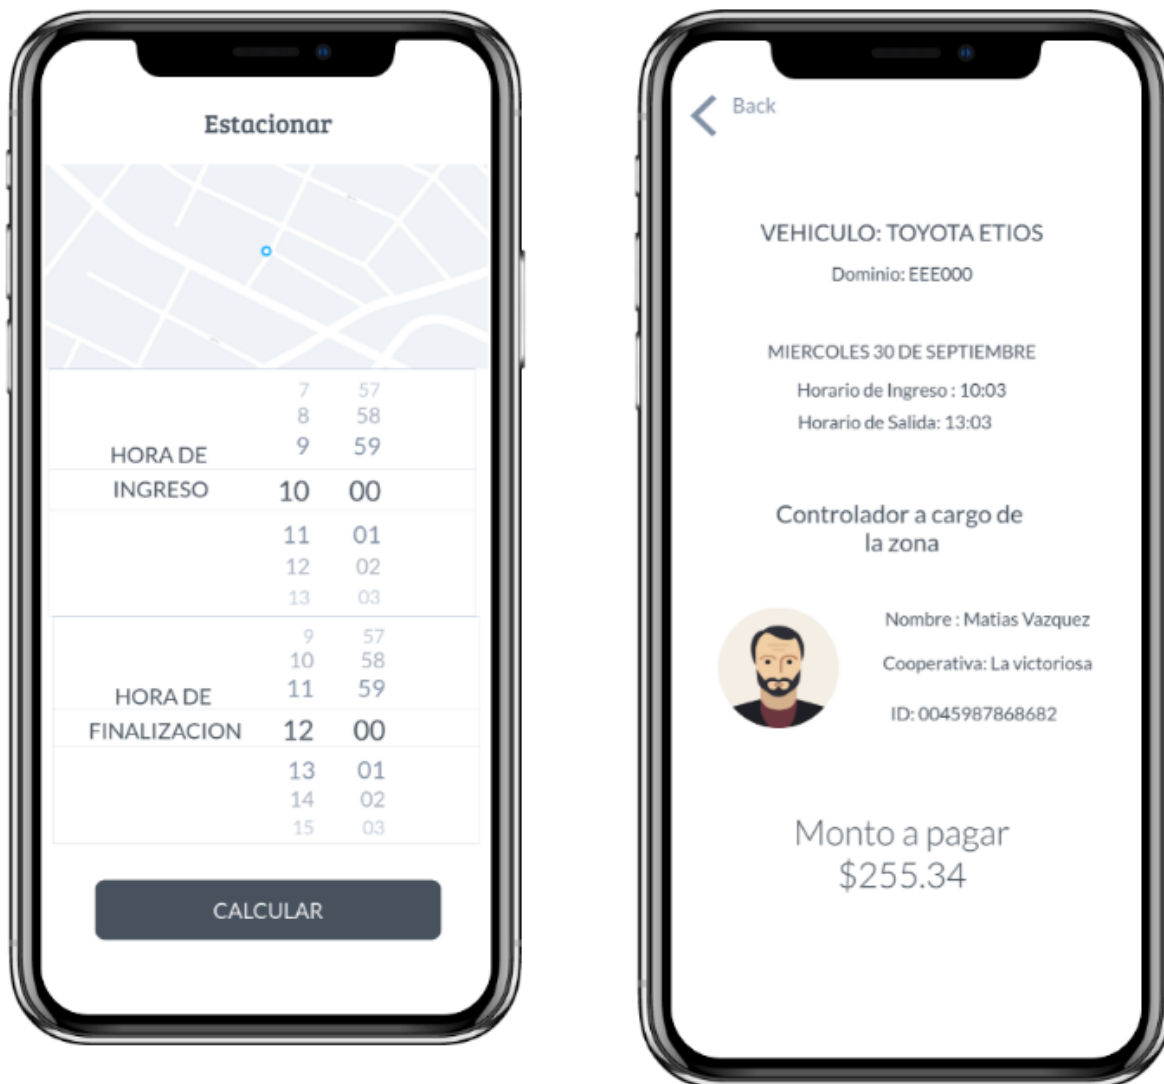 Estacionar
7 57
8 58
9 59
HORA DE
INGRESO
10 00
11 01
12 02
13 03
9 57
10 58
11 59
HORA DE
FINALIZACION
12 00
13 01
14 02
15 03
CALCULAR
Back
VEHICULO: TOYOTA ETIOS
Dominio: EEE000
MIERCOLES 30 DE SEPTIEMBRE
Horario de Ingreso : 10:03
Horario de Salida: 13:03
Controlador a cargo de
la zona
Nombre : Matias Vazquez
Cooperativa: La victoriosa
ID: 0045987868682
Monto a pagar
$255.34